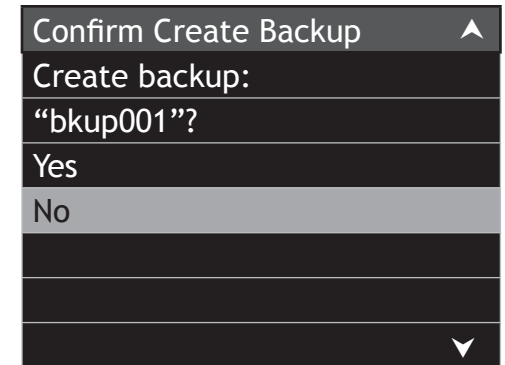 Confirm Create Backup
Create backup:
“bkup001”?
Yes
No